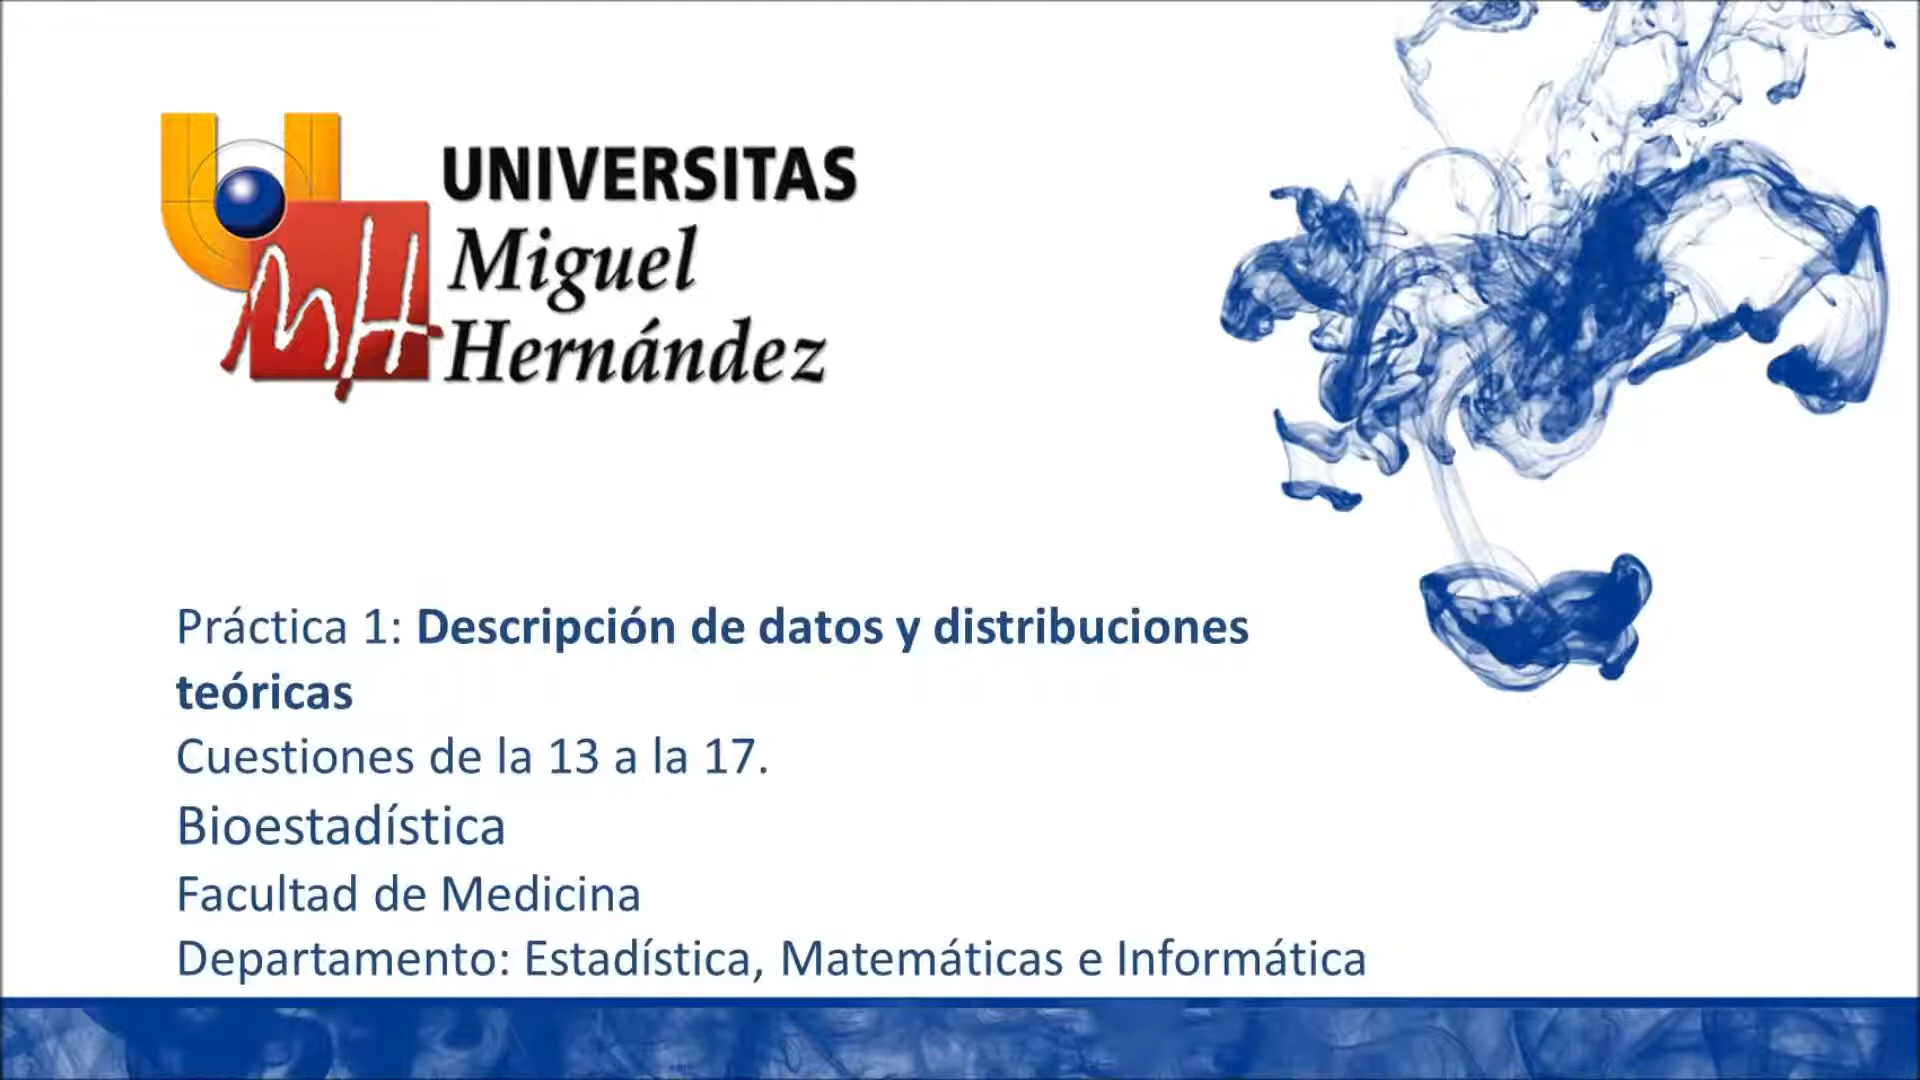 UNIVERSITAS
Miguel
Hernández
MH
Práctica 1: Descripción de datos y distribuciones
teóricas
Cuestiones de la 13 a la 17.
Bioestadística
Facultad de Medicina
Departamento: Estadística, Matemáticas e Informática